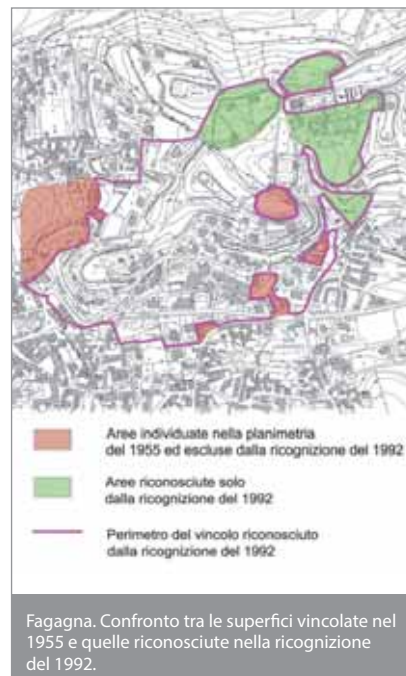 Aree individuate nella planimetria
del 1955 ed escluse dalla ricognizione del 1992
Aree riconosciute solo
dalla ricognizione del 1992
Perimetro del vincolo riconosciuto
dalla ricognizione del 1992
Fagagna. Confronto tra le superfici vincolate nel
1955 e quelle riconosciute nella ricognizione
del 1992.